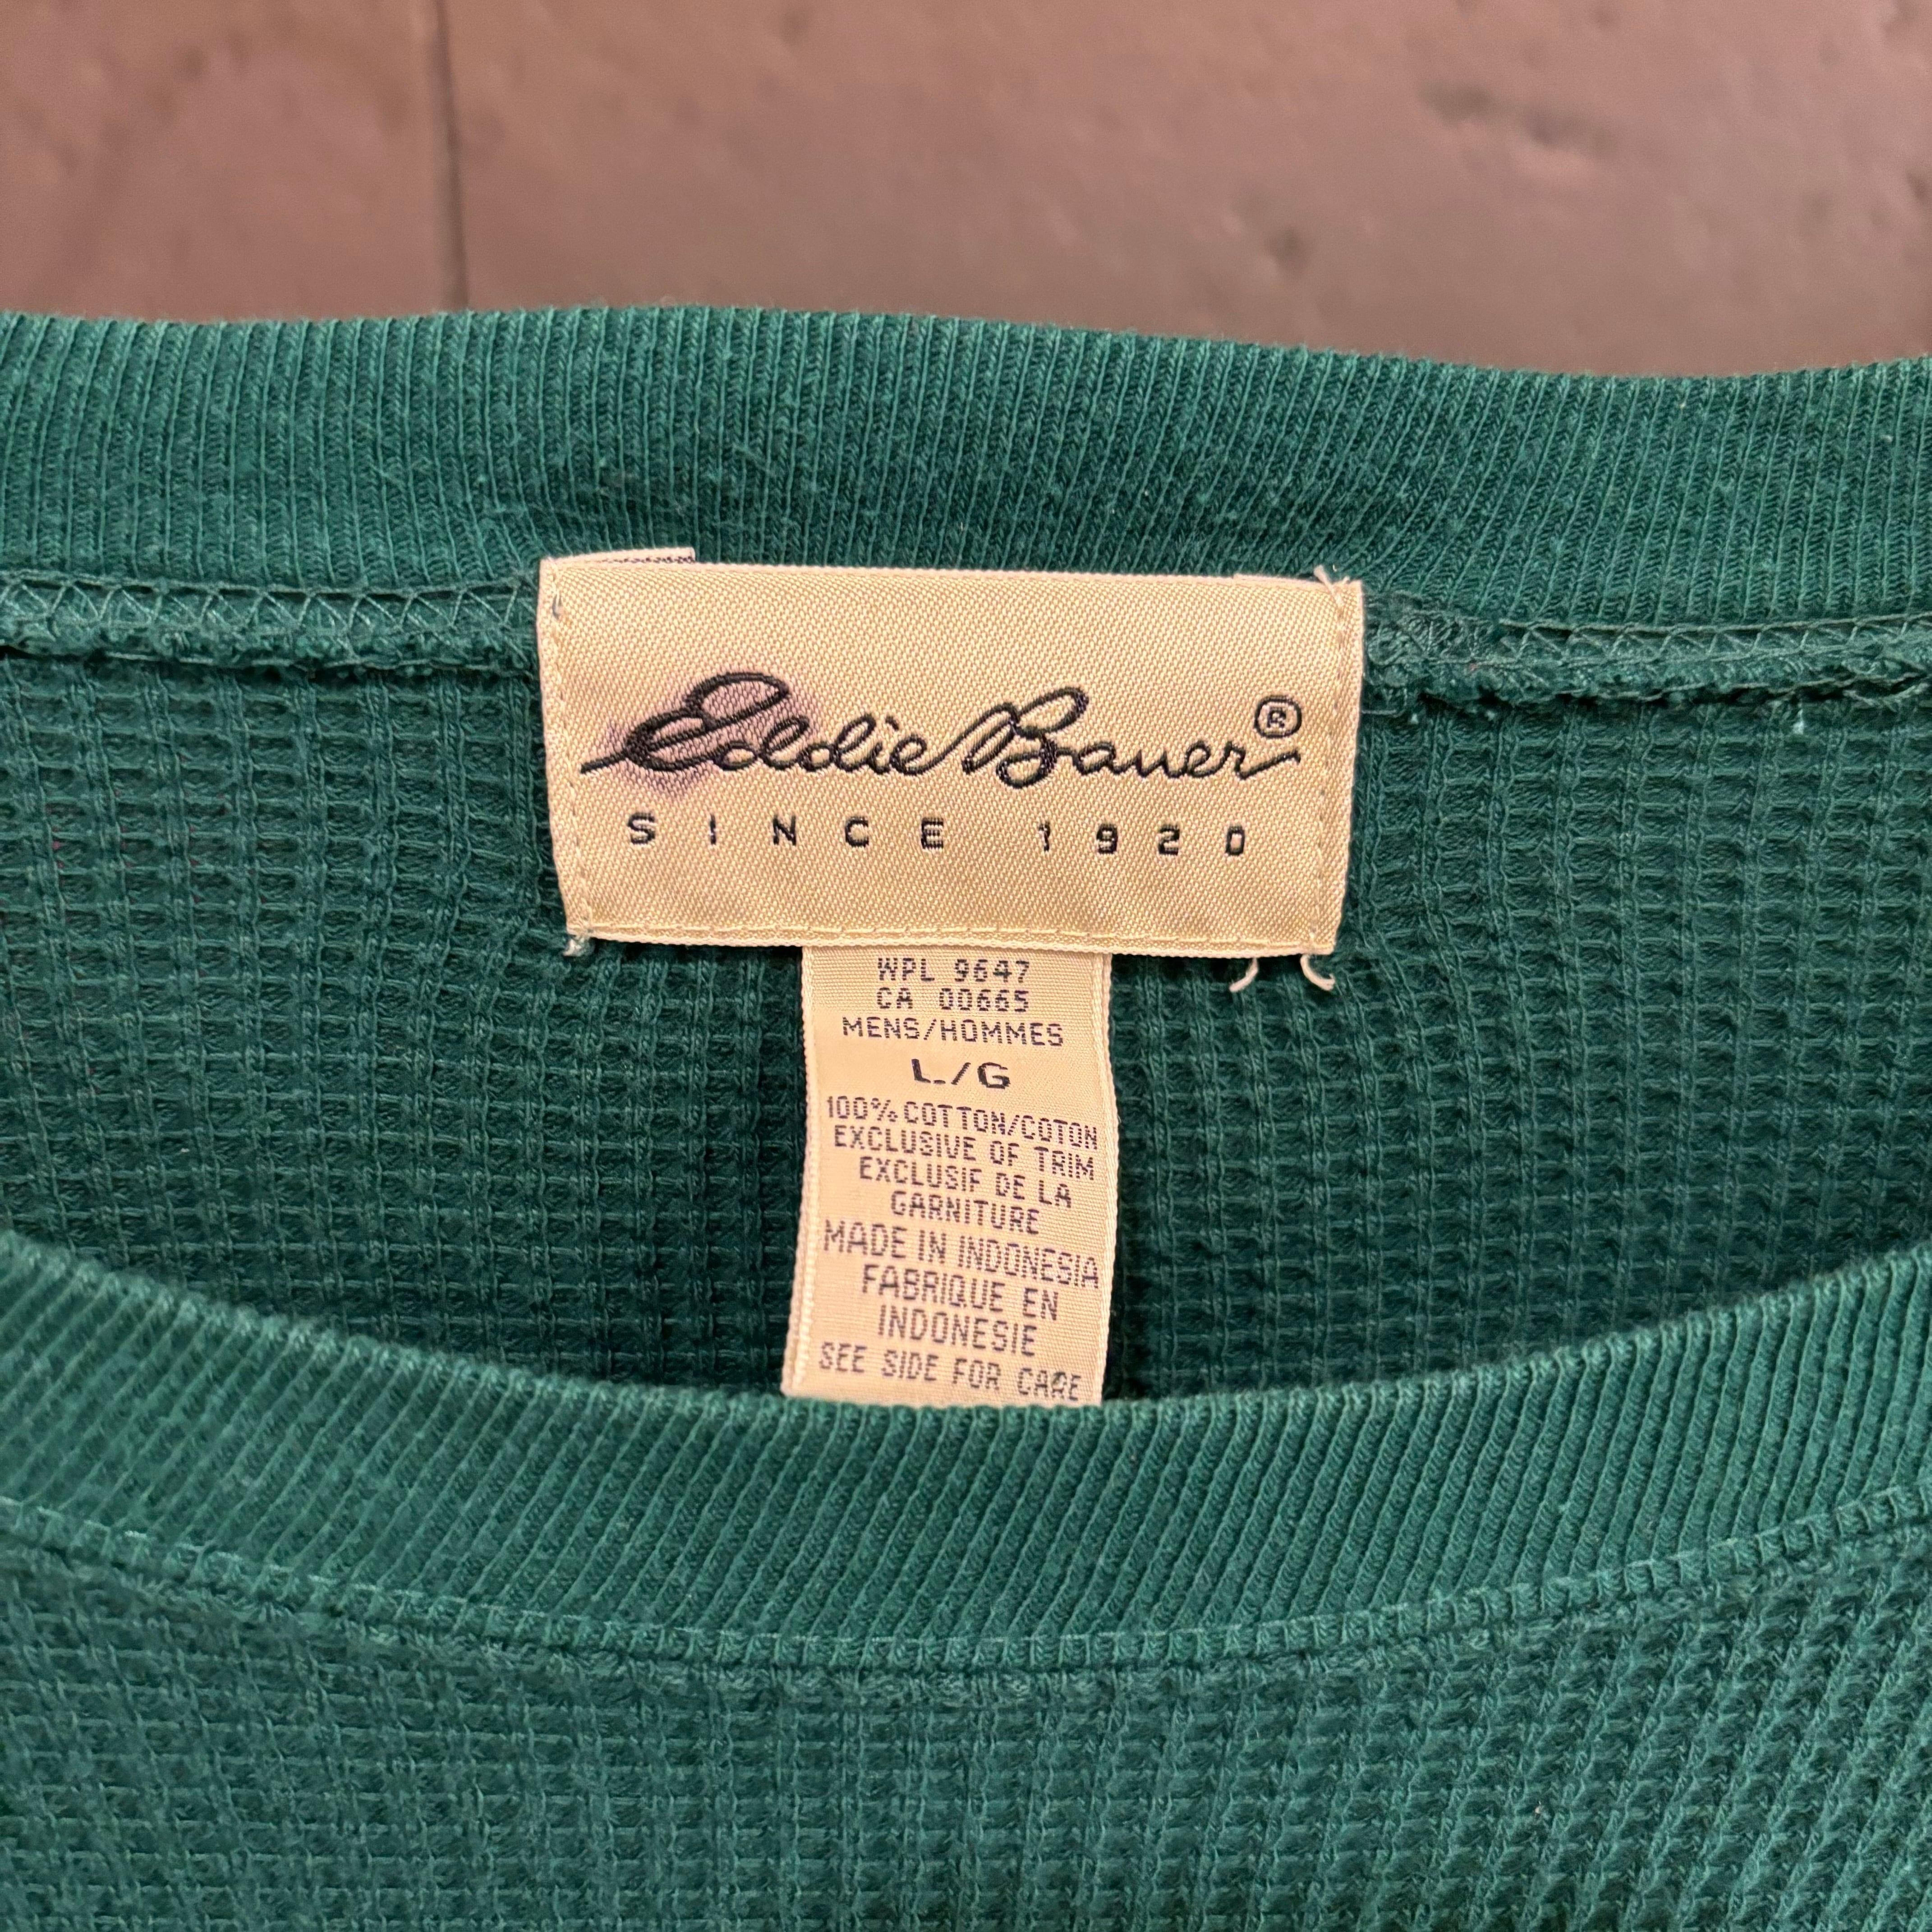 Eddie Bauer®
SINCE 1920
WPL 9647
CA 00665
MENS/HOMMES
L/G
100% COTTON/COTON
EXCLUSIVE OF TRIM
EXCLUSIF DE LA
GARNITURE
MADE IN INDONESIA
FABRIQUE EN
INDONESIE
SEE SIDE FOR CARE